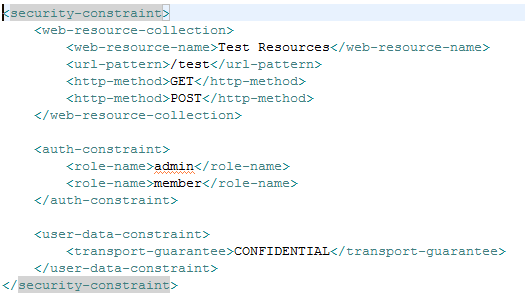 <security-constraint>
    <web-resource-collection>
        <web-resource-name>Test Resources</web-resource-name>
        <url-pattern>/test</url-pattern>
        <http-method>GET</http-method>
        <http-method>POST</http-method>
    </web-resource-collection>

    <auth-constraint>
        <role-name>admin</role-name>
        <role-name>member</role-name>
    </auth-constraint>

    <user-data-constraint>
        <transport-guarantee>CONFIDENTIAL</transport-guarantee>
    </user-data-constraint>
</security-constraint>